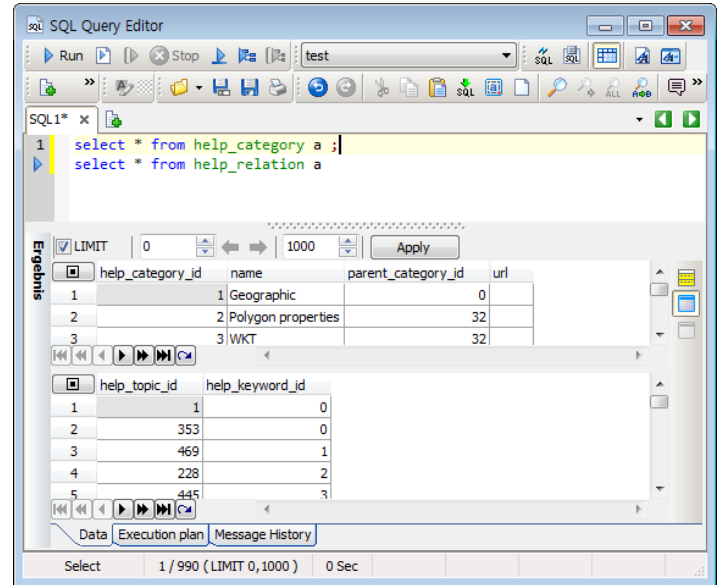 SQL Query Editor
Run Stop test
SQL1*
1 select * from help_category a ;
select * from help_relation a
Ergebnis
LIMIT 0 1000 Apply
help_category_id name parent_category_id url
1 1 Geographic 0
2 2 Polygon properties 32
3 3 WKT 32
help_topic_id help_keyword_id
1 1 0
2 353 0
3 469 1
4 228 2
5 445 3
Data Execution plan Message History
Select 1 / 990 ( LIMIT 0,1000 ) 0 Sec